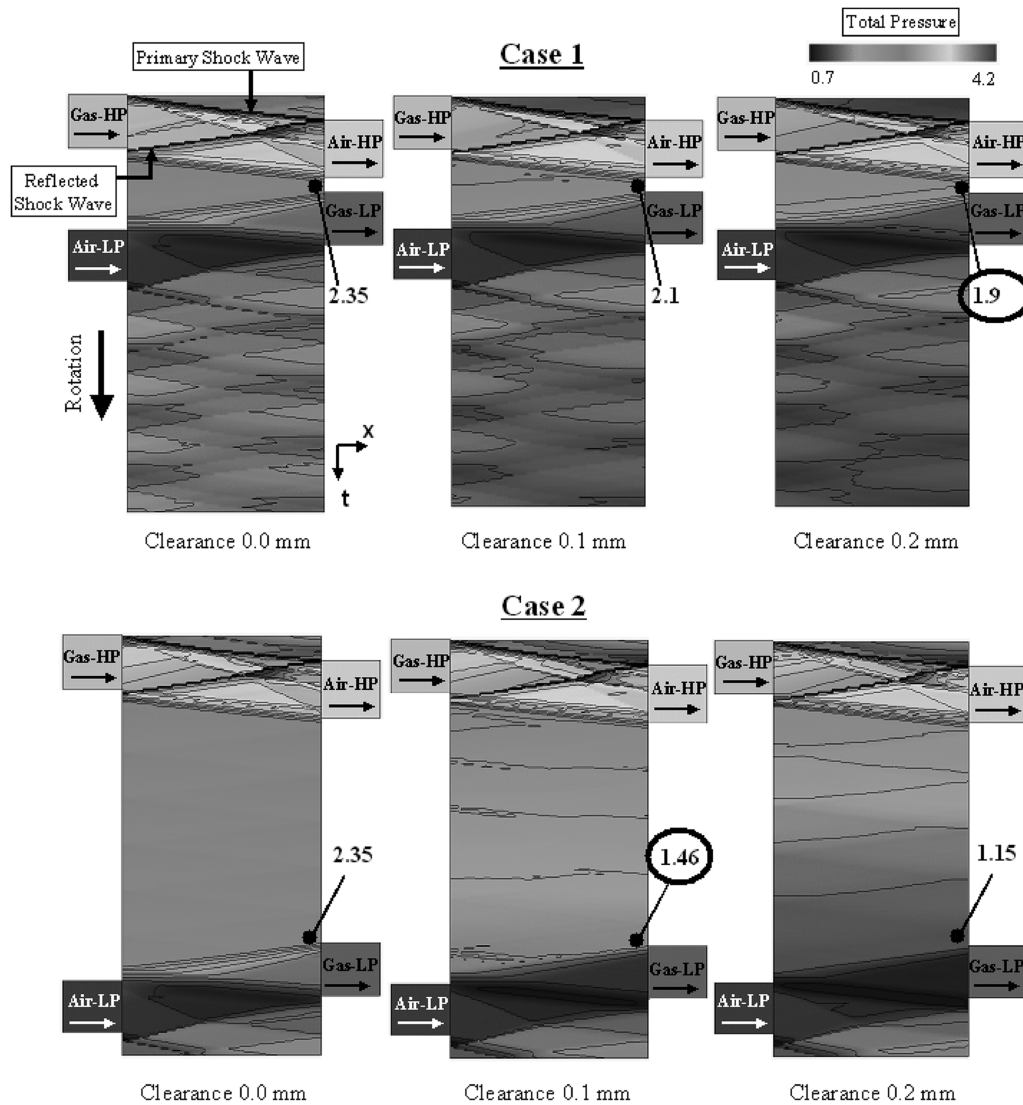 Total Pressure
0.7 4.2
Primary Shock Wave
Case 1
Gas-HP
Air-HP
Reflected
Shock Wave
Gas-LP
Air-LP
2.35
Gas-HP
Air-HP
Gas-LP
Air-LP
2.1
Gas-HP
Air-HP
Gas-LP
Air-LP
1.9
Rotation
x
t
Clearance 0.0 mm
Clearance 0.1 mm
Clearance 0.2 mm
Case 2
Gas-HP
Air-HP
2.35
Gas-LP
Air-LP
Gas-HP
Air-HP
1.46
Gas-LP
Air-LP
Gas-HP
Air-HP
1.15
Gas-LP
Air-LP
Clearance 0.0 mm
Clearance 0.1 mm
Clearance 0.2 mm